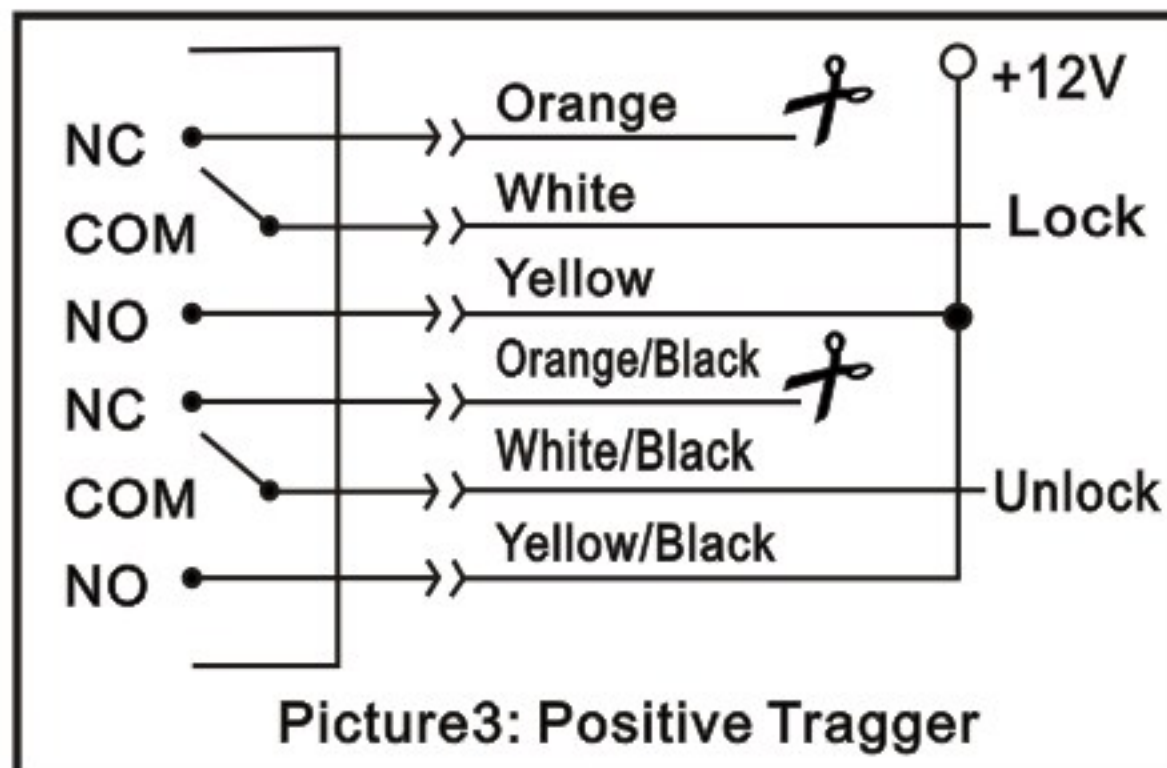 Orange
+12V
NC
White
COM
Lock
Yellow
NO
Orange/Black
NC
White/Black
COM
Unlock
Yellow/Black
NO
Picture3: Positive Tragger